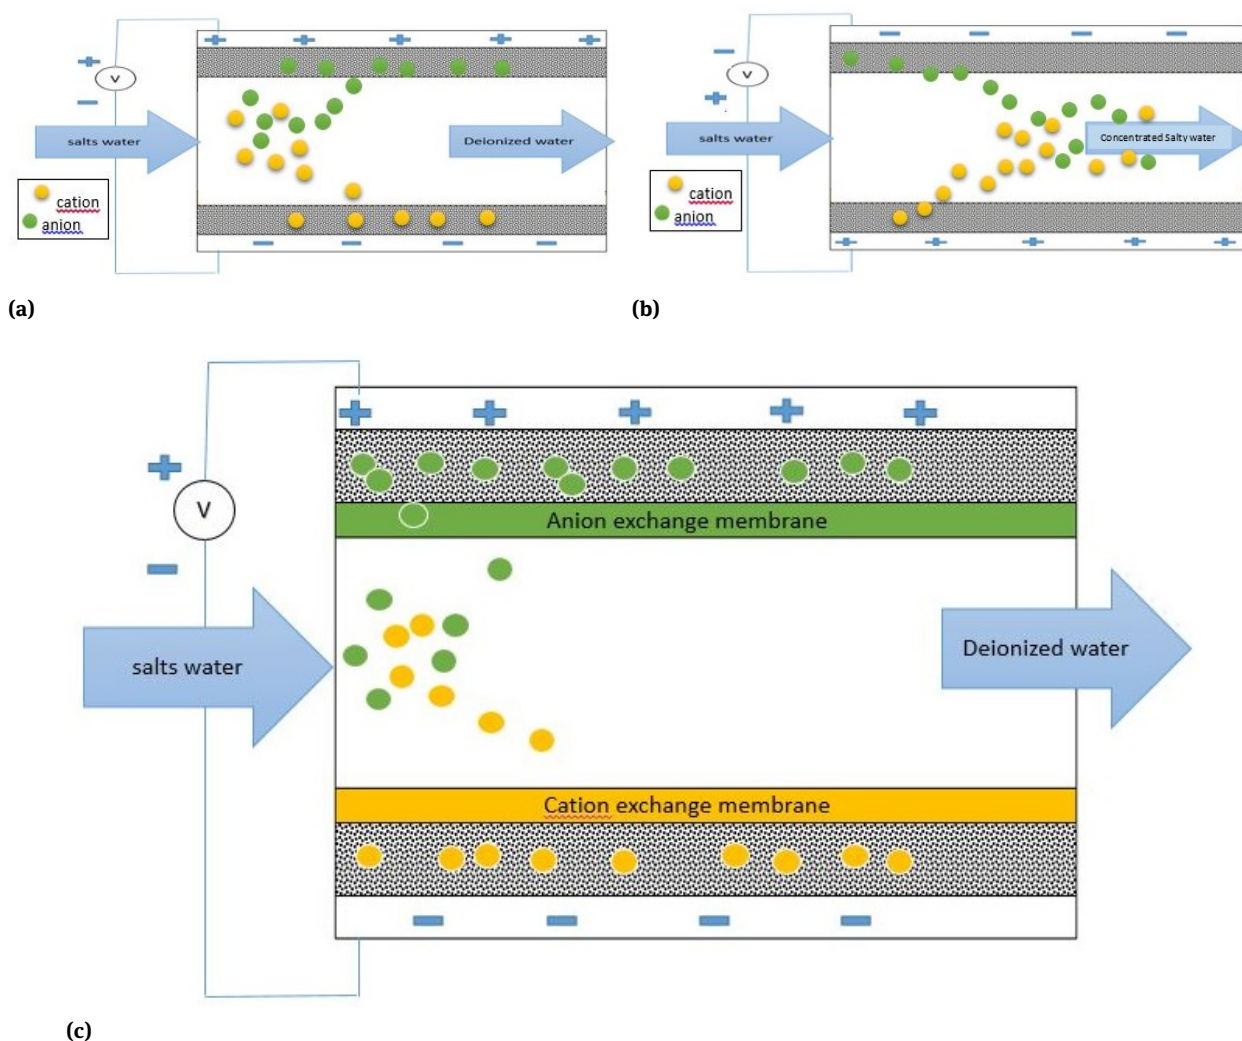 V
salts water
Deionized water
cation
anion
(a)
V
salts water
Concentrated Salty water
cation
anion
(b)
V
Anion exchange membrane
salts water
Deionized water
Cation exchange membrane
(c)